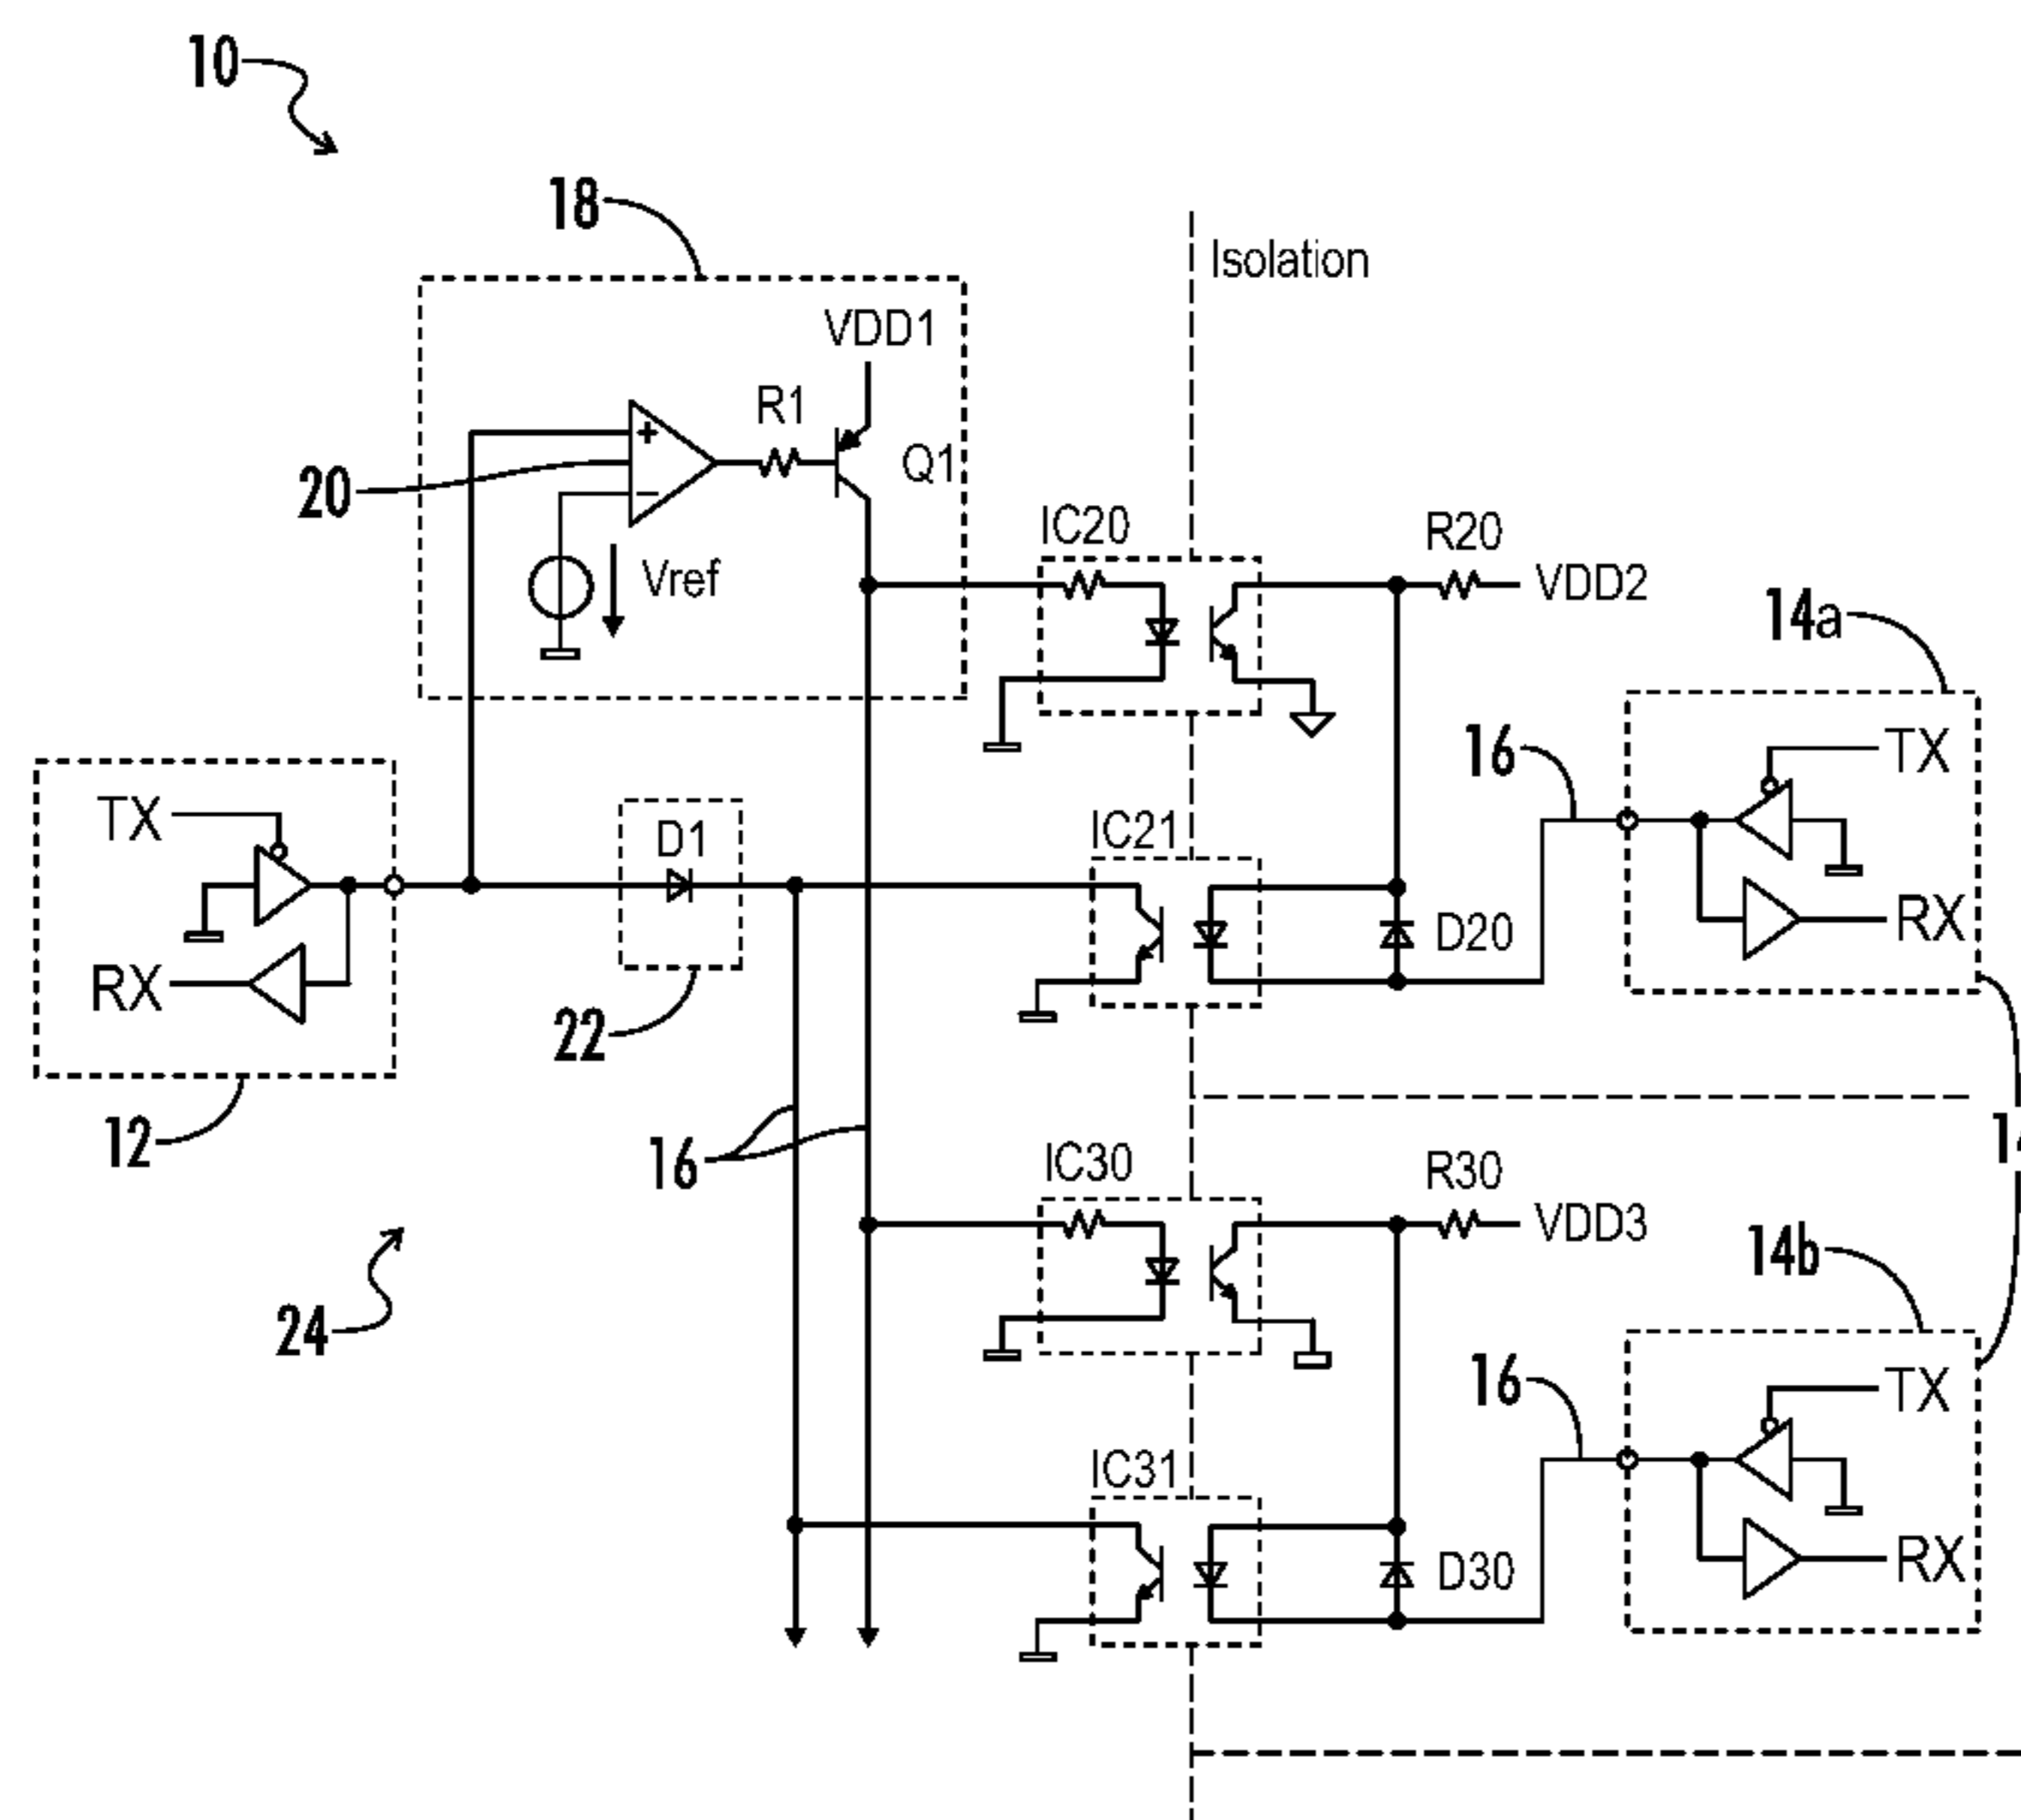 10
18
Isolation
VDD1
R1
+
Q1
20
−
Vref
IC20
R20
VDD2
14a
16
TX
RX
TX
RX
12
D1
22
IC21
D20
16
IC30
R30
VDD3
14b
24
16
TX
RX
IC31
D30